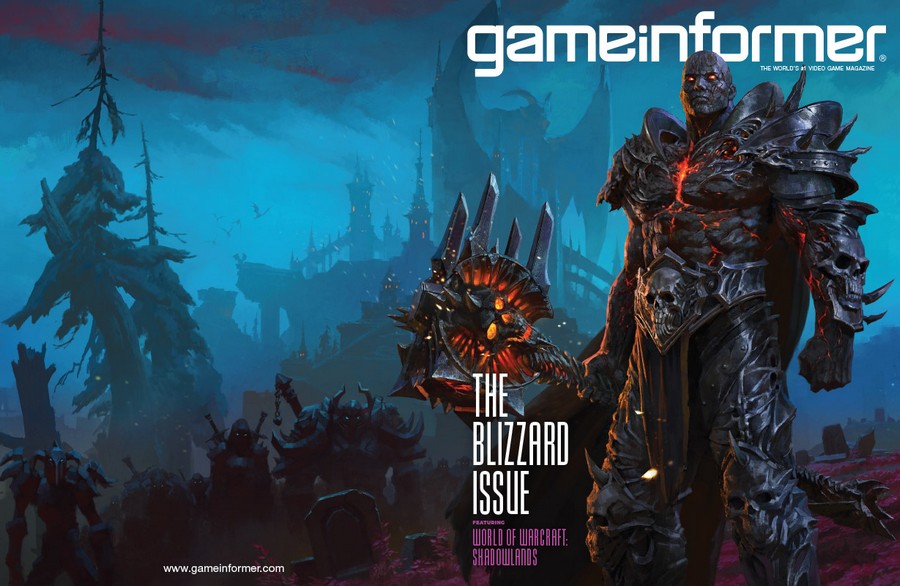 gameinformer®
THE WORLD'S #1 VIDEO GAME MAGAZINE
THE
BLIZZARD
ISSUE
FEATURING
WORLD OF WARCRAFT:
SHADOWLANDS
www.gameinformer.com